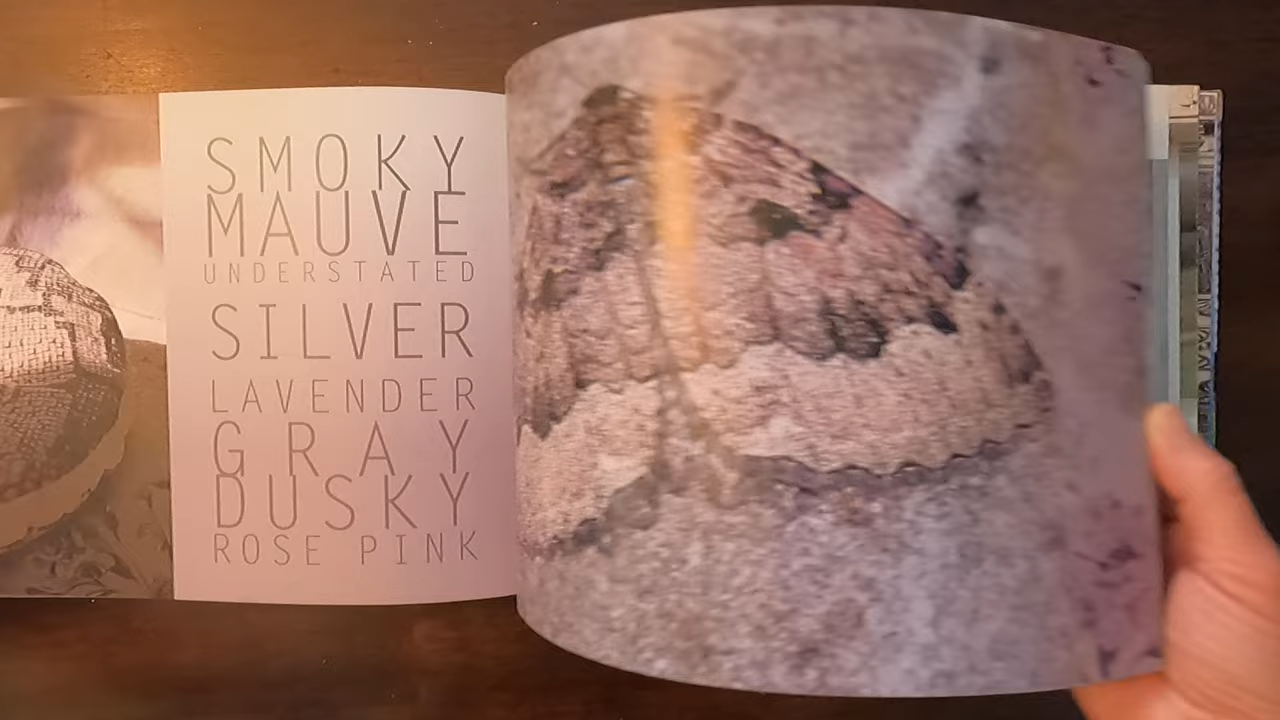 SMOKY
MAUVE
UNDERSTATED
SILVER
LAVENDER
GRAY
DUSKY
ROSE PINK